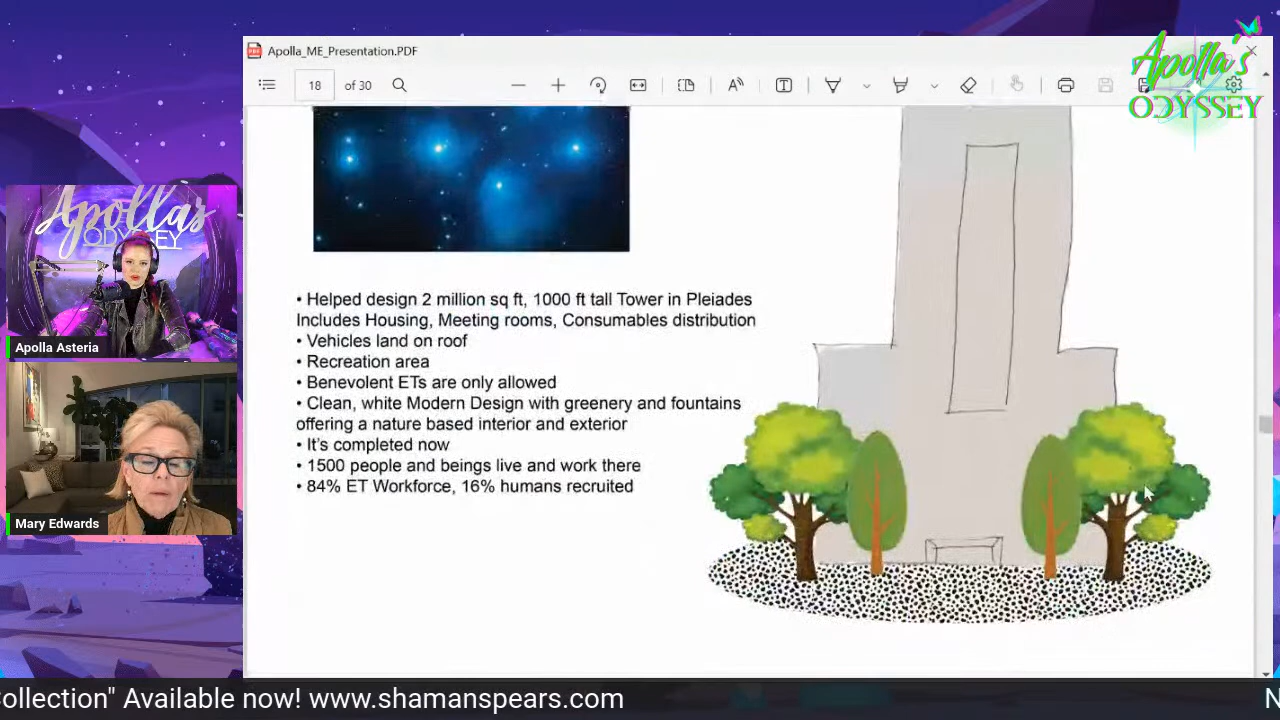 Apolla_ME_Presentation.PDF
18 of 30
Apolla's
ODYSSEY
Apollas
ODYSSEY
Apolla Asteria
Mary Edwards
• Helped design 2 million sq ft, 1000 ft tall Tower in Pleiades
Includes Housing, Meeting rooms, Consumables distribution
• Vehicles land on roof
• Recreation area
• Benevolent ETs are only allowed
• Clean, white Modern Design with greenery and fountains
offering a nature based interior and exterior
• It's completed now
• 1500 people and beings live and work there
• 84% ET Workforce, 16% humans recruited
ollection" Available now! www.shamanspears.com
N